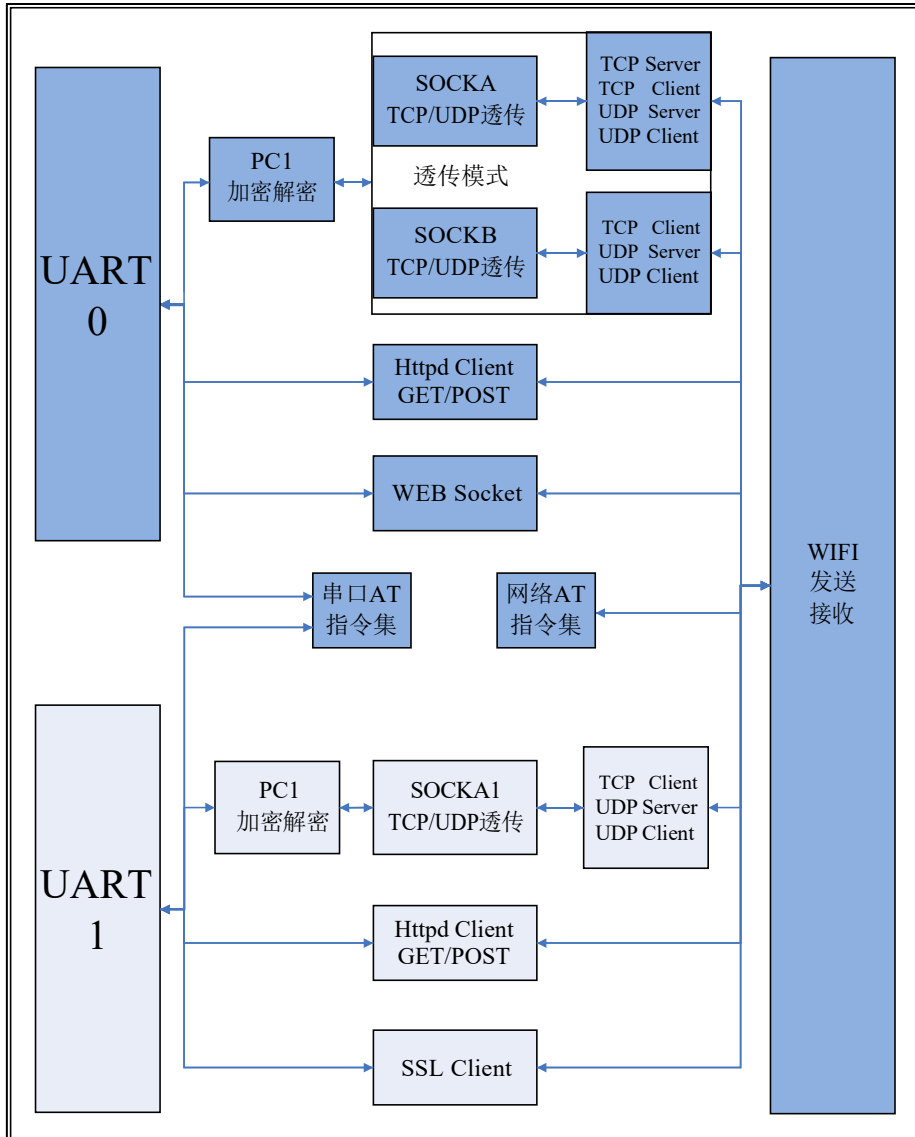 UART
0
PC1
加密解密
SOCKA
TCP/UDP透传
透传模式
SOCKB
TCP/UDP透传
TCP Server
TCP Client
UDP Server
UDP Client
TCP Client
UDP Server
UDP Client
Httpd Client
GET/POST
WEB Socket
串口AT
指令集
网络AT
指令集
WIFI
发送
接收
UART
1
PC1
加密解密
SOCKA1
TCP/UDP透传
TCP Client
UDP Server
UDP Client
Httpd Client
GET/POST
SSL Client